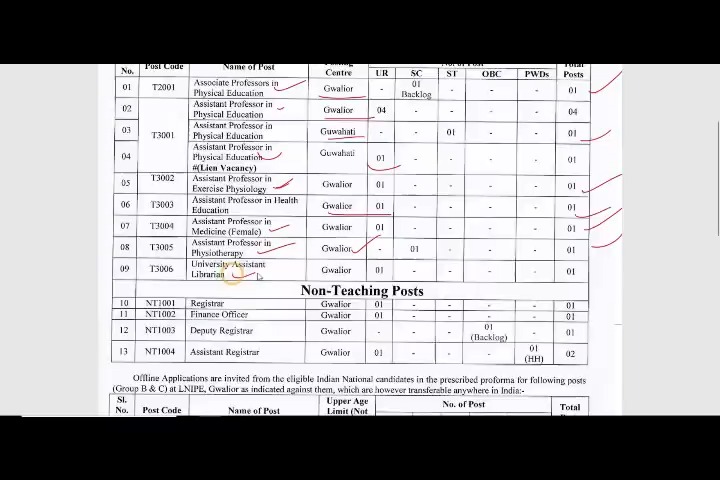 No. Post Code Name of Post Centre UR SC ST OBC PWDs Total Posts
01 T2001 Associate Professors in Physical Education Gwalior - 01 Backlog - - - 01
02 T3001 Assistant Professor in Physical Education Gwalior 04 - - - - 04
03 Assistant Professor in Physical Education Guwahati - - 01 - - 01
04 Assistant Professor in Physical Education #(Lien Vacancy) Guwahati 01 - - - - 01
05 T3002 Assistant Professor in Exercise Physiology Gwalior 01 - - - - 01
06 T3003 Assistant Professor in Health Education Gwalior 01 - - - - 01
07 T3004 Assistant Professor in Medicine (Female) Gwalior 01 - - - - 01
08 T3005 Assistant Professor in Physiotherapy Gwalior - 01 - - - 01
09 T3006 University Assistant Librarian Gwalior 01 - - - - 01
Non-Teaching Posts
10 NT1001 Registrar Gwalior 01 - - - - 01
11 NT1002 Finance Officer Gwalior 01 - - - - 01
12 NT1003 Deputy Registrar Gwalior - - - 01 (Backlog) - 01
13 NT1004 Assistant Registrar Gwalior 01 - - - 01 (HH) 02
Offline Applications are invited from the eligible Indian National candidates in the prescribed proforma for following posts
(Group B & C) at LNIPE, Gwalior as indicated against them, which are however transferable anywhere in India:-
Sl. No. Post Code Name of Post Upper Age Limit (Not No. of Post Total